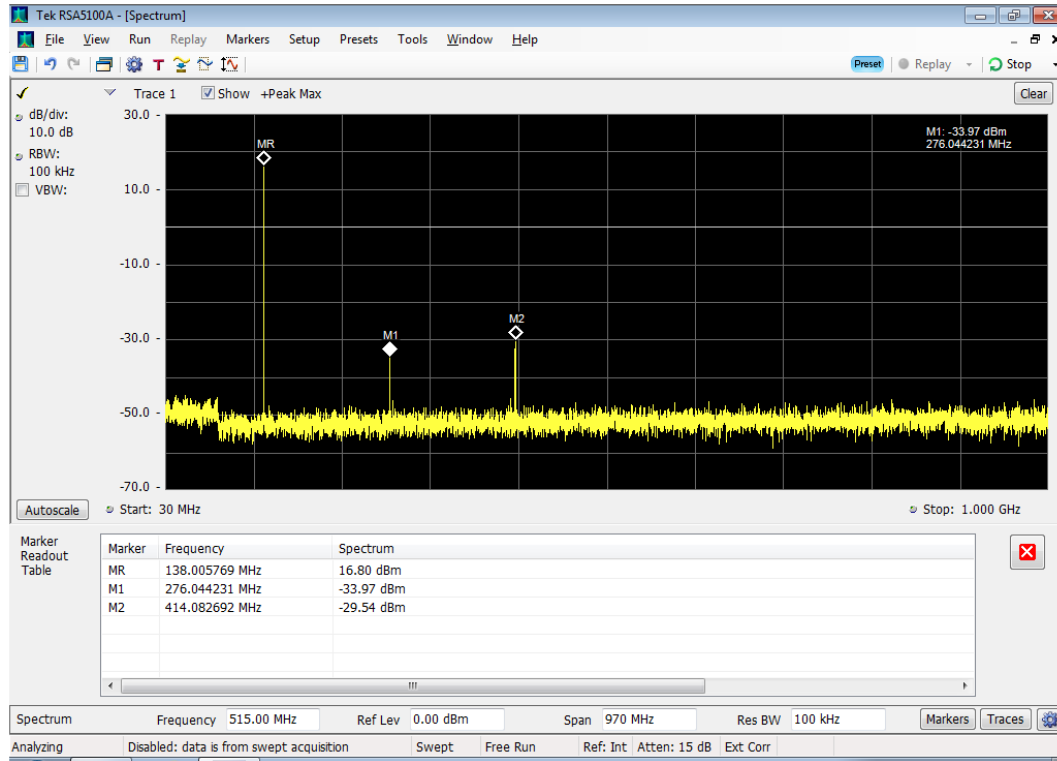 Tek RSA5100A - [Spectrum]
File View Run Replay Markers Setup Presets Tools Window Help
T Preset Replay Stop
Trace 1 Show +Peak Max Clear
dB/div:
10.0 dB
RBW:
100 kHz
VBW:
30.0
10.0
-10.0
-30.0
-50.0
-70.0
MR
M1
M2
M1: -33.97 dBm
276.044231 MHz
Autoscale Start: 30 MHz Stop: 1.000 GHz
Marker
Readout
Table
Marker Frequency Spectrum
MR 138.005769 MHz 16.80 dBm
M1 276.044231 MHz -33.97 dBm
M2 414.082692 MHz -29.54 dBm
Spectrum Frequency 515.00 MHz Ref Lev 0.00 dBm Span 970 MHz Res BW 100 kHz Markers Traces
Analyzing Disabled: data is from swept acquisition Swept Free Run Ref: Int Atten: 15 dB Ext Corr